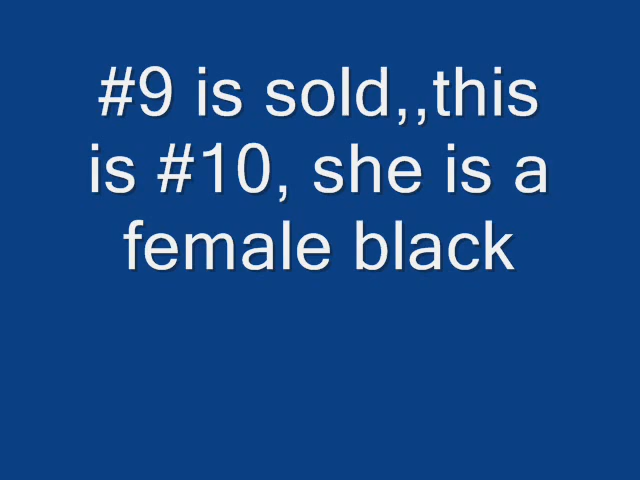 #9 is sold,,this
is #10, she is a
female black